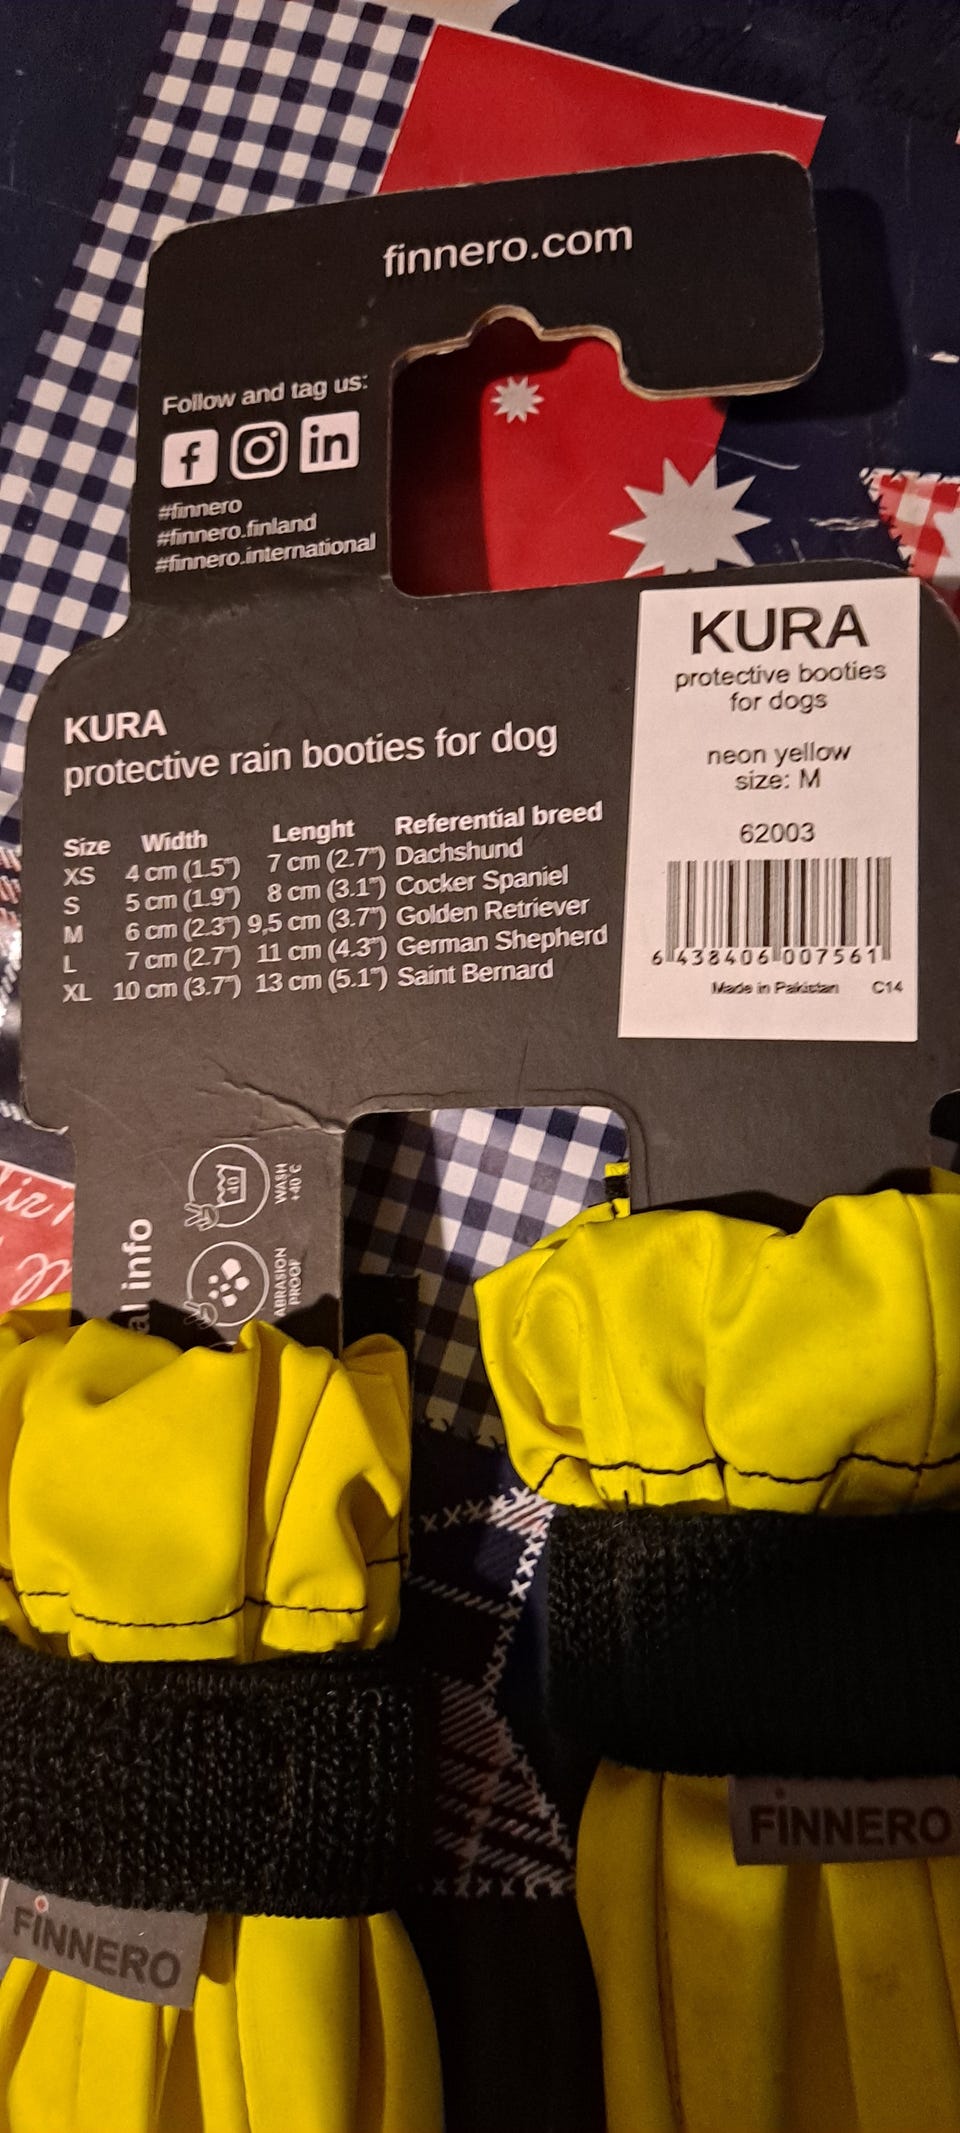 finnero.com
Follow and tag us:
#finnero
#finnero.finland
#finnero.international
KURA
protective rain booties for dog
Size Width Lenght Referential breed
XS 4 cm (1.5") 7 cm (2.7") Dachshund
S 5 cm (1.9") 8 cm (3.1") Cocker Spaniel
M 6 cm (2.3") 9,5 cm (3.7") Golden Retriever
L 7 cm (2.7") 11 cm (4.3") German Shepherd
XL 10 cm (3.7") 13 cm (5.1") Saint Bernard
KURA
protective booties
for dogs
neon yellow
size: M
62003
6 438406 007561
Made in Pakistan C14
al info
40
WASH
+40°C
ABRASION
PROOF
FINNERO
FINNERO